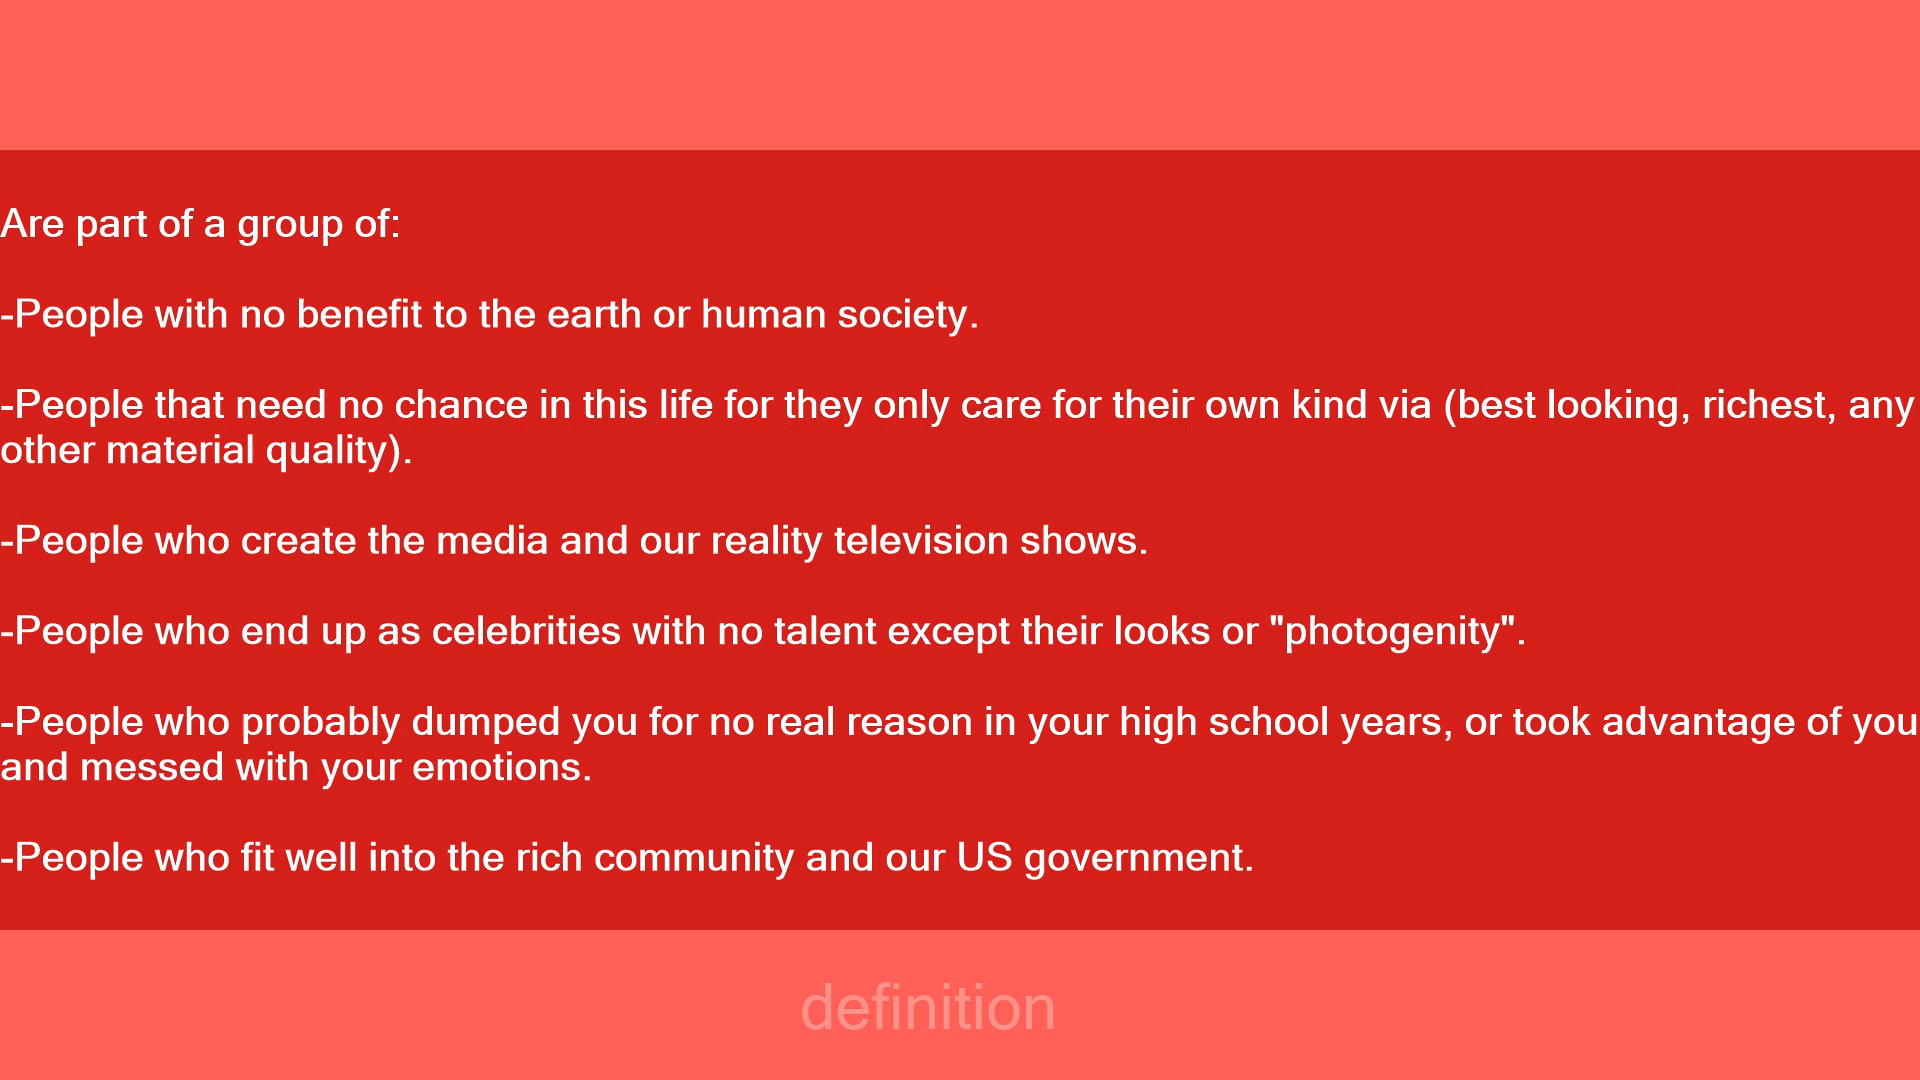 Are part of a group of:
-People with no benefit to the earth or human society.
-People that need no chance in this life for they only care for their own kind via (best looking, richest, any
other material quality).
-People who create the media and our reality television shows.
-People who end up as celebrities with no talent except their looks or "photogenity".
-People who probably dumped you for no real reason in your high school years, or took advantage of you
and messed with your emotions.
-People who fit well into the rich community and our US government.
definition